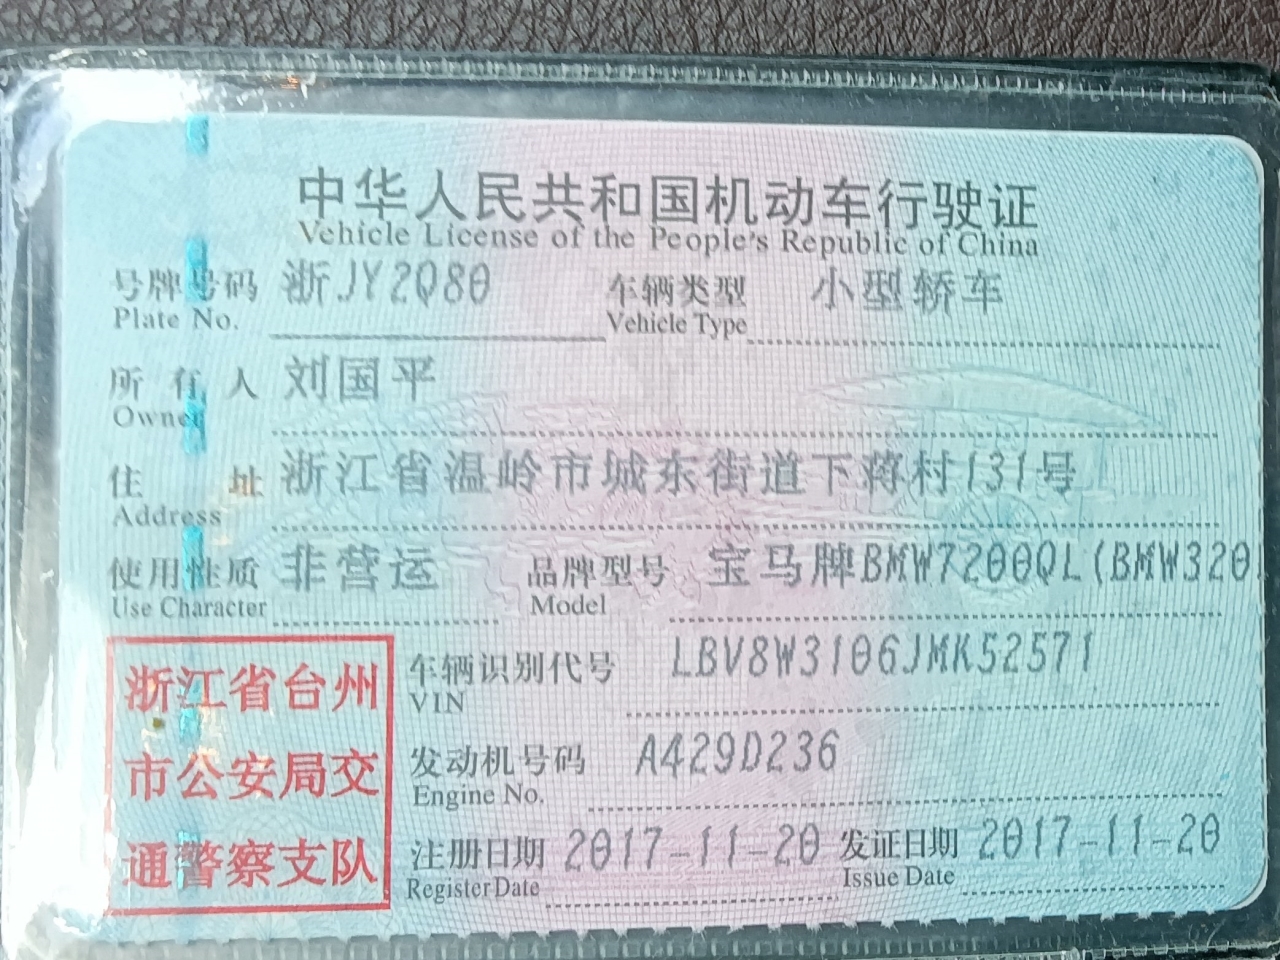 中华人民共和国机动车行驶证
Vehicle License of the People's Republic of China
号牌号码 浙JY2Q80 车辆类型 小型轿车
Plate No. Vehicle Type
所有人 刘国平
Owner
住址 浙江省温岭市城东街道下蒋村131号
Address
使用性质 非营运 品牌型号 宝马牌BMW7200QL(BMW320
Use Character Model
浙江省台州
市公安局交
通警察支队
车辆识别代号 LBV8W3106JMK52571
VIN
发动机号码 A429D236
Engine No.
注册日期 2017-11-20 发证日期 2017-11-20
Register Date Issue Date